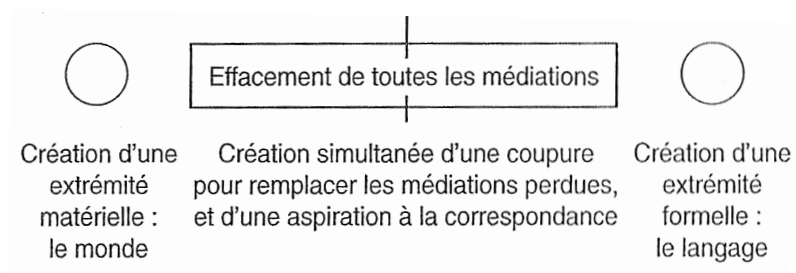 Effacement de toutes les médiations
Création d'une
extrémité
matérielle :
le monde
Création simultanée d'une coupure
pour remplacer les médiations perdues,
et d'une aspiration à la correspondance
Création d'une
extrémité
formelle :
le langage